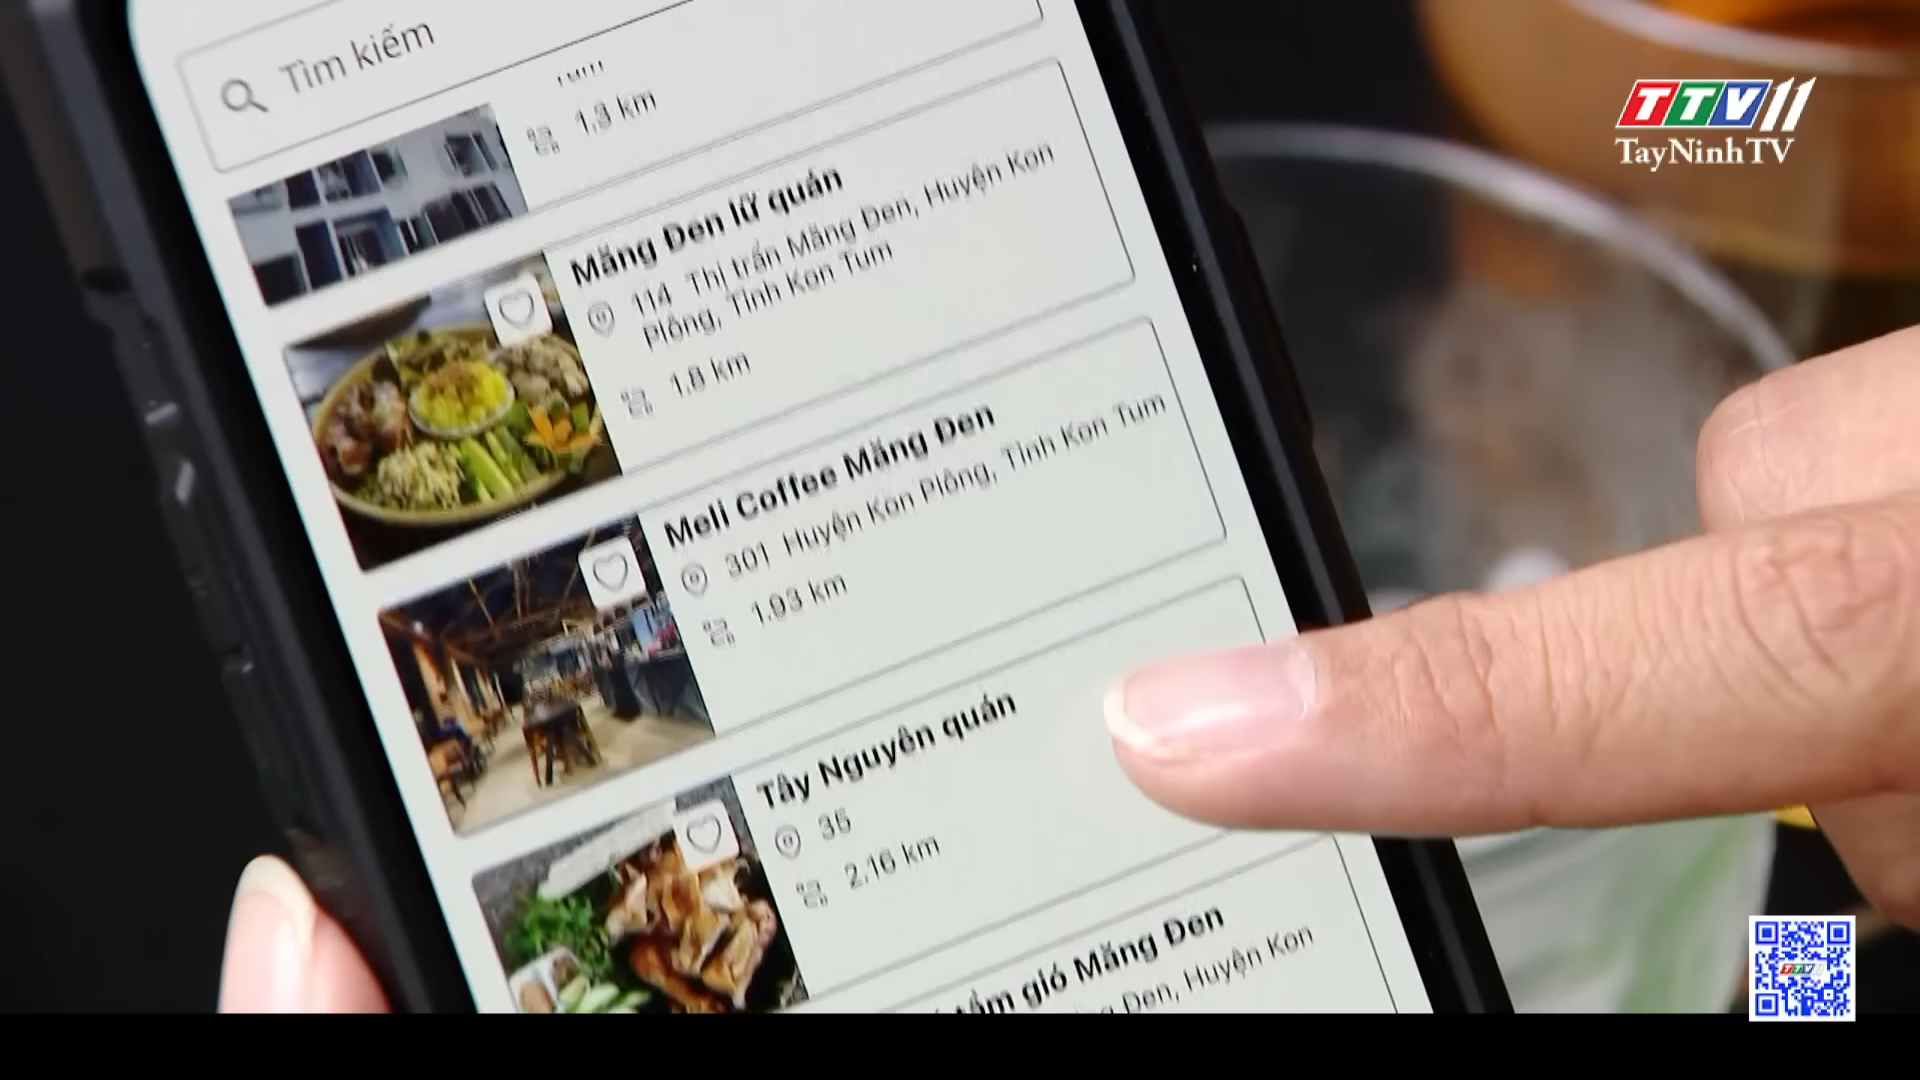 Tìm kiếm
1.3 km
Măng Đen lữ quán
114 Thị trấn Măng Đen, Huyện Kon
Plông, Tỉnh Kon Tum
1.8 km
Meli Coffee Măng Đen
301 Huyện Kon Plông, Tỉnh Kon Tum
1.93 km
Tây Nguyên quán
35
2.16 km
gió Măng Đen
Đen, Huyện Kon
TTV11
TayNinhTV